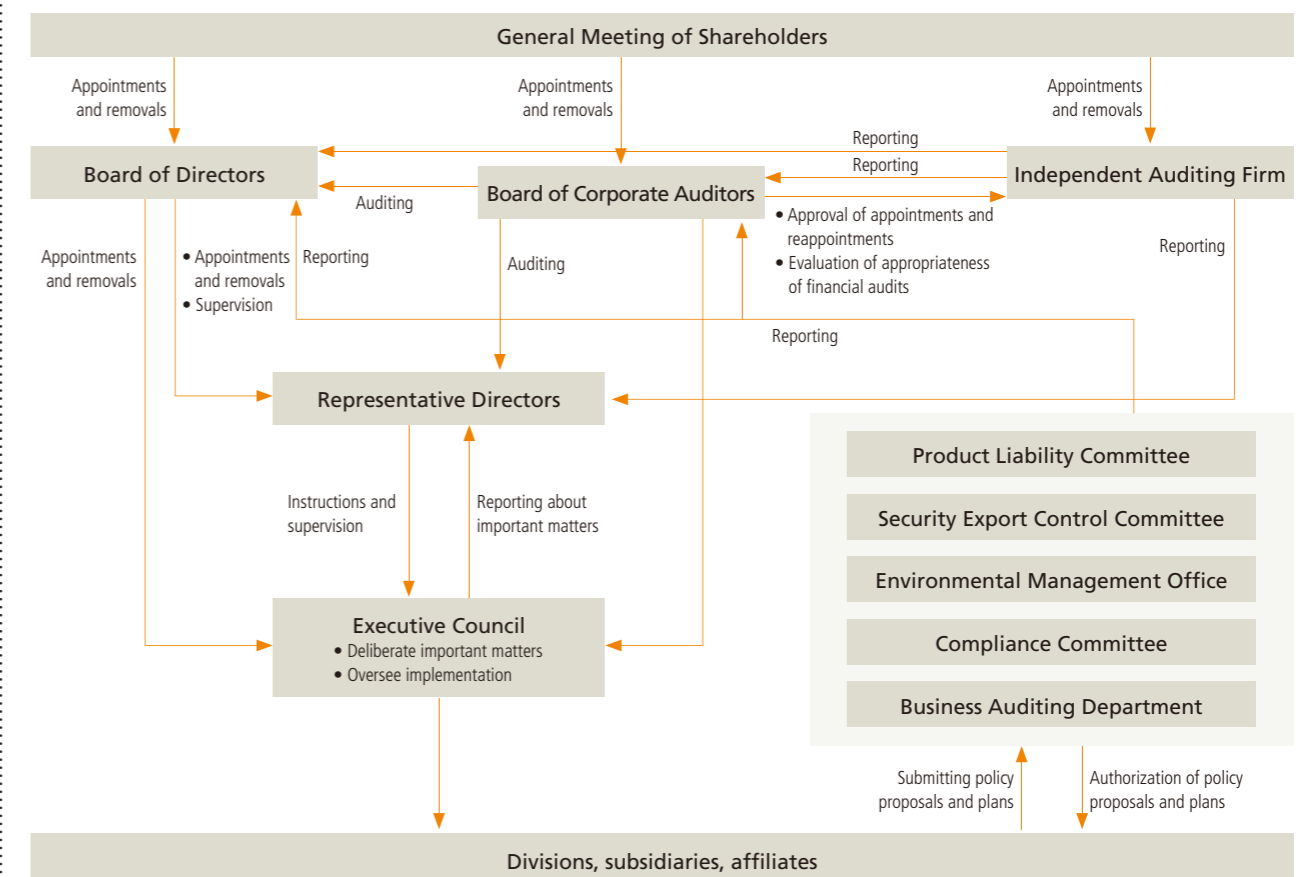 General Meeting of Shareholders
Appointments
and removals
Appointments
and removals
Appointments
and removals
Reporting
Reporting
Board of Directors
Board of Corporate Auditors
Independent Auditing Firm
Auditing
• Approval of appointments and
reappointments
• Evaluation of appropriateness
of financial audits
Appointments
and removals
• Appointments
and removals
• Supervision
Reporting
Auditing
Reporting
Reporting
Representative Directors
Instructions and
supervision
Reporting about
important matters
Product Liability Committee
Security Export Control Committee
Environmental Management Office
Compliance Committee
Business Auditing Department
Executive Council
• Deliberate important matters
• Oversee implementation
Submitting policy
proposals and plans
Authorization of policy
proposals and plans
Divisions, subsidiaries, affiliates